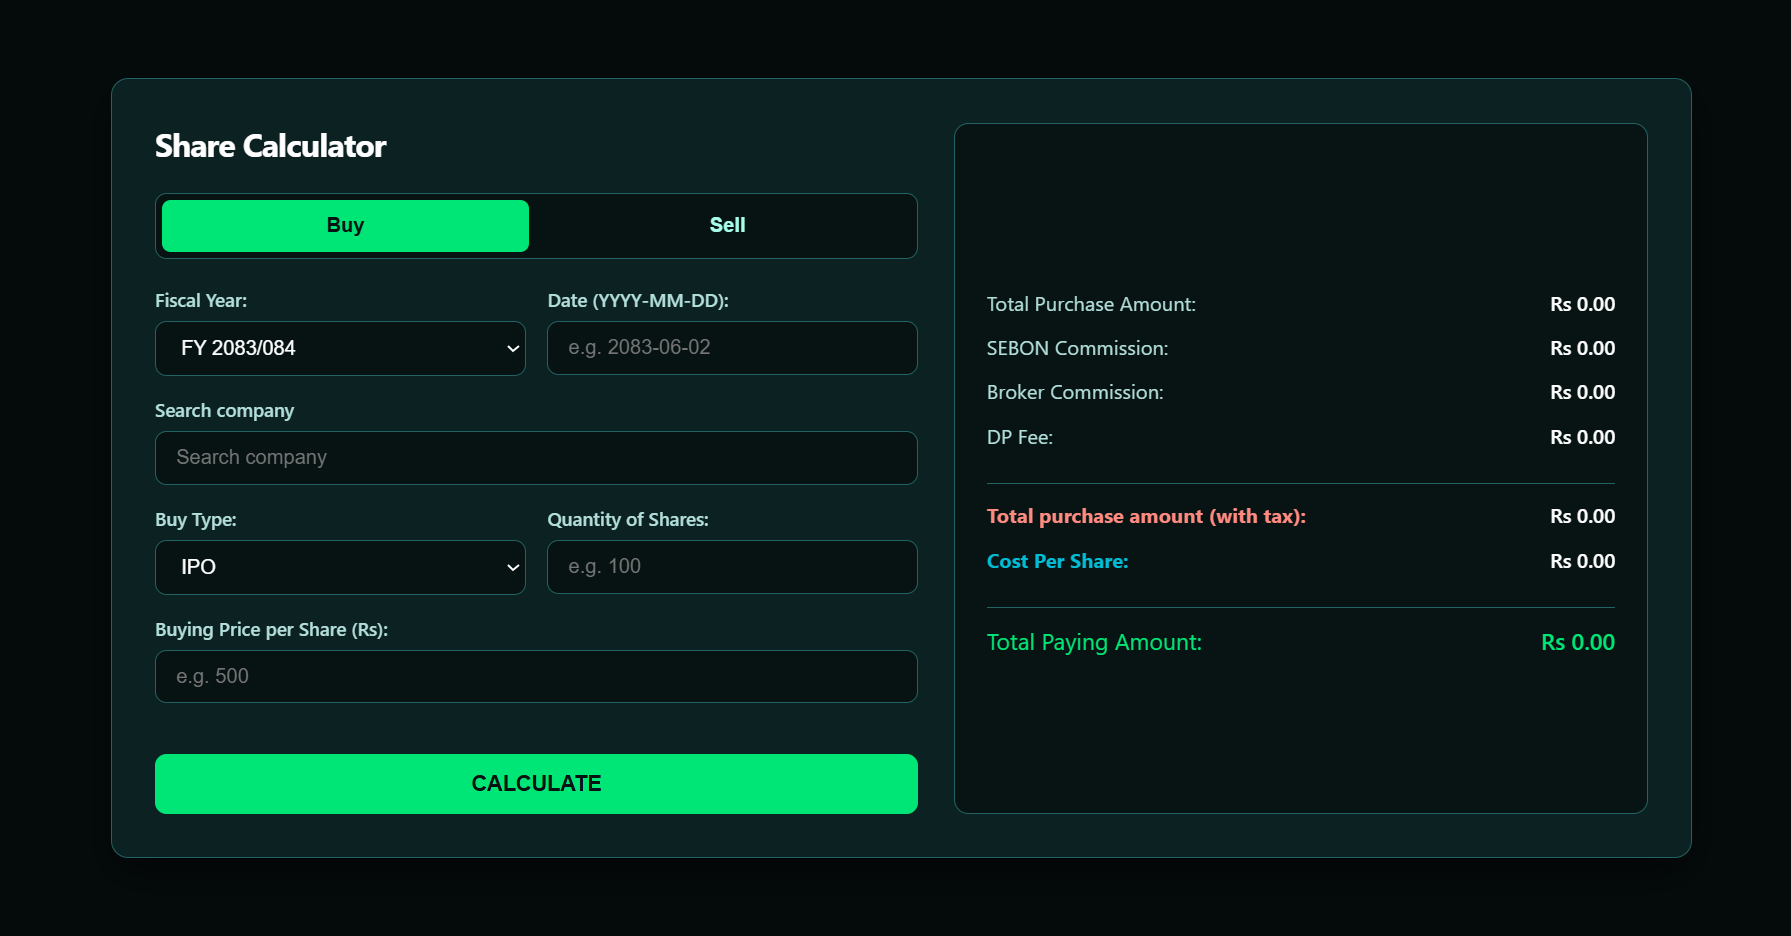 Share Calculator
Buy
Sell
Fiscal Year:
Date (YYYY-MM-DD):
FY 2083/084
e.g. 2083-06-02
Search company
Search company
Buy Type:
Quantity of Shares:
IPO
e.g. 100
Buying Price per Share (Rs):
e.g. 500
CALCULATE
Total Purchase Amount: Rs 0.00
SEBON Commission: Rs 0.00
Broker Commission: Rs 0.00
DP Fee: Rs 0.00
Total purchase amount (with tax): Rs 0.00
Cost Per Share: Rs 0.00
Total Paying Amount: Rs 0.00